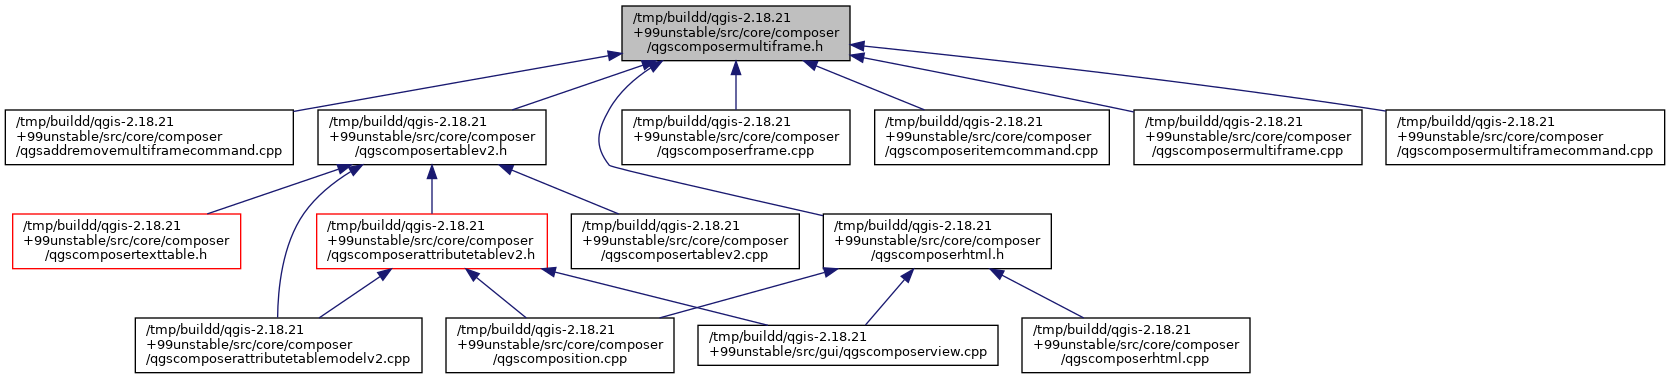 /tmp/buildd/qgis-2.18.21
+99unstable/src/core/composer
/qgscomposermultiframe.h
/tmp/buildd/qgis-2.18.21
+99unstable/src/core/composer
/qgsaddremovemultiframecommand.cpp
/tmp/buildd/qgis-2.18.21
+99unstable/src/core/composer
/qgscomposertablev2.h
/tmp/buildd/qgis-2.18.21
+99unstable/src/core/composer
/qgscomposerframe.cpp
/tmp/buildd/qgis-2.18.21
+99unstable/src/core/composer
/qgscomposeritemcommand.cpp
/tmp/buildd/qgis-2.18.21
+99unstable/src/core/composer
/qgscomposermultiframe.cpp
/tmp/buildd/qgis-2.18.21
+99unstable/src/core/composer
/qgscomposermultiframecommand.cpp
/tmp/buildd/qgis-2.18.21
+99unstable/src/core/composer
/qgscomposertexttable.h
/tmp/buildd/qgis-2.18.21
+99unstable/src/core/composer
/qgscomposerattributetablev2.h
/tmp/buildd/qgis-2.18.21
+99unstable/src/core/composer
/qgscomposertablev2.cpp
/tmp/buildd/qgis-2.18.21
+99unstable/src/core/composer
/qgscomposerhtml.h
/tmp/buildd/qgis-2.18.21
+99unstable/src/core/composer
/qgscomposerattributetablemodelv2.cpp
/tmp/buildd/qgis-2.18.21
+99unstable/src/core/composer
/qgscomposition.cpp
/tmp/buildd/qgis-2.18.21
+99unstable/src/gui/qgscomposerview.cpp
/tmp/buildd/qgis-2.18.21
+99unstable/src/core/composer
/qgscomposerhtml.cpp